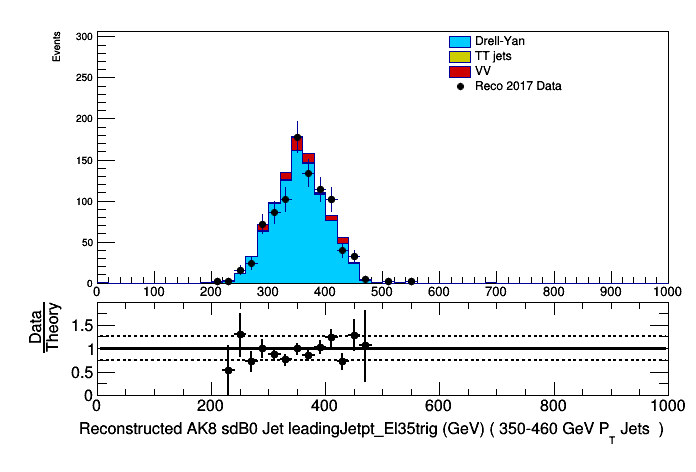 Events
300
250
200
150
100
50
0
Drell-Yan
TT jets
VV
Reco 2017 Data
0 100 200 300 400 500 600 700 800 900 1000
Data
Theory
1.5
1
0.5
0
0 200 400 600 800 1000
Reconstructed AK8 sdB0 Jet leadingJetpt_El35trig (GeV) ( 350-460 GeV P_T Jets )